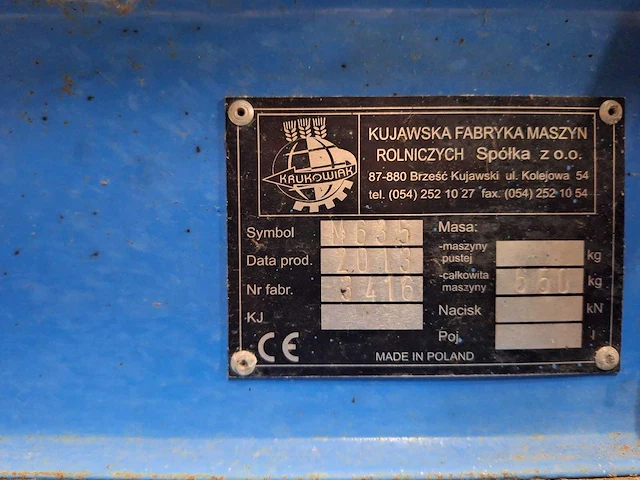 KRUKOWIAK
KUJAWSKA FABRYKA MASZYN
ROLNICZYCH Spółka z o.o.
87-880 Brześć Kujawski ul. Kolejowa 54
tel. (054) 252 10 27 fax. (054) 252 10 54
Symbol
Data prod. 2013
Nr fabr.
KJ
CE
Masa:
-maszyny
pustej kg
-całkowita
maszyny kg
Nacisk kN
Poj. l
MADE IN POLAND